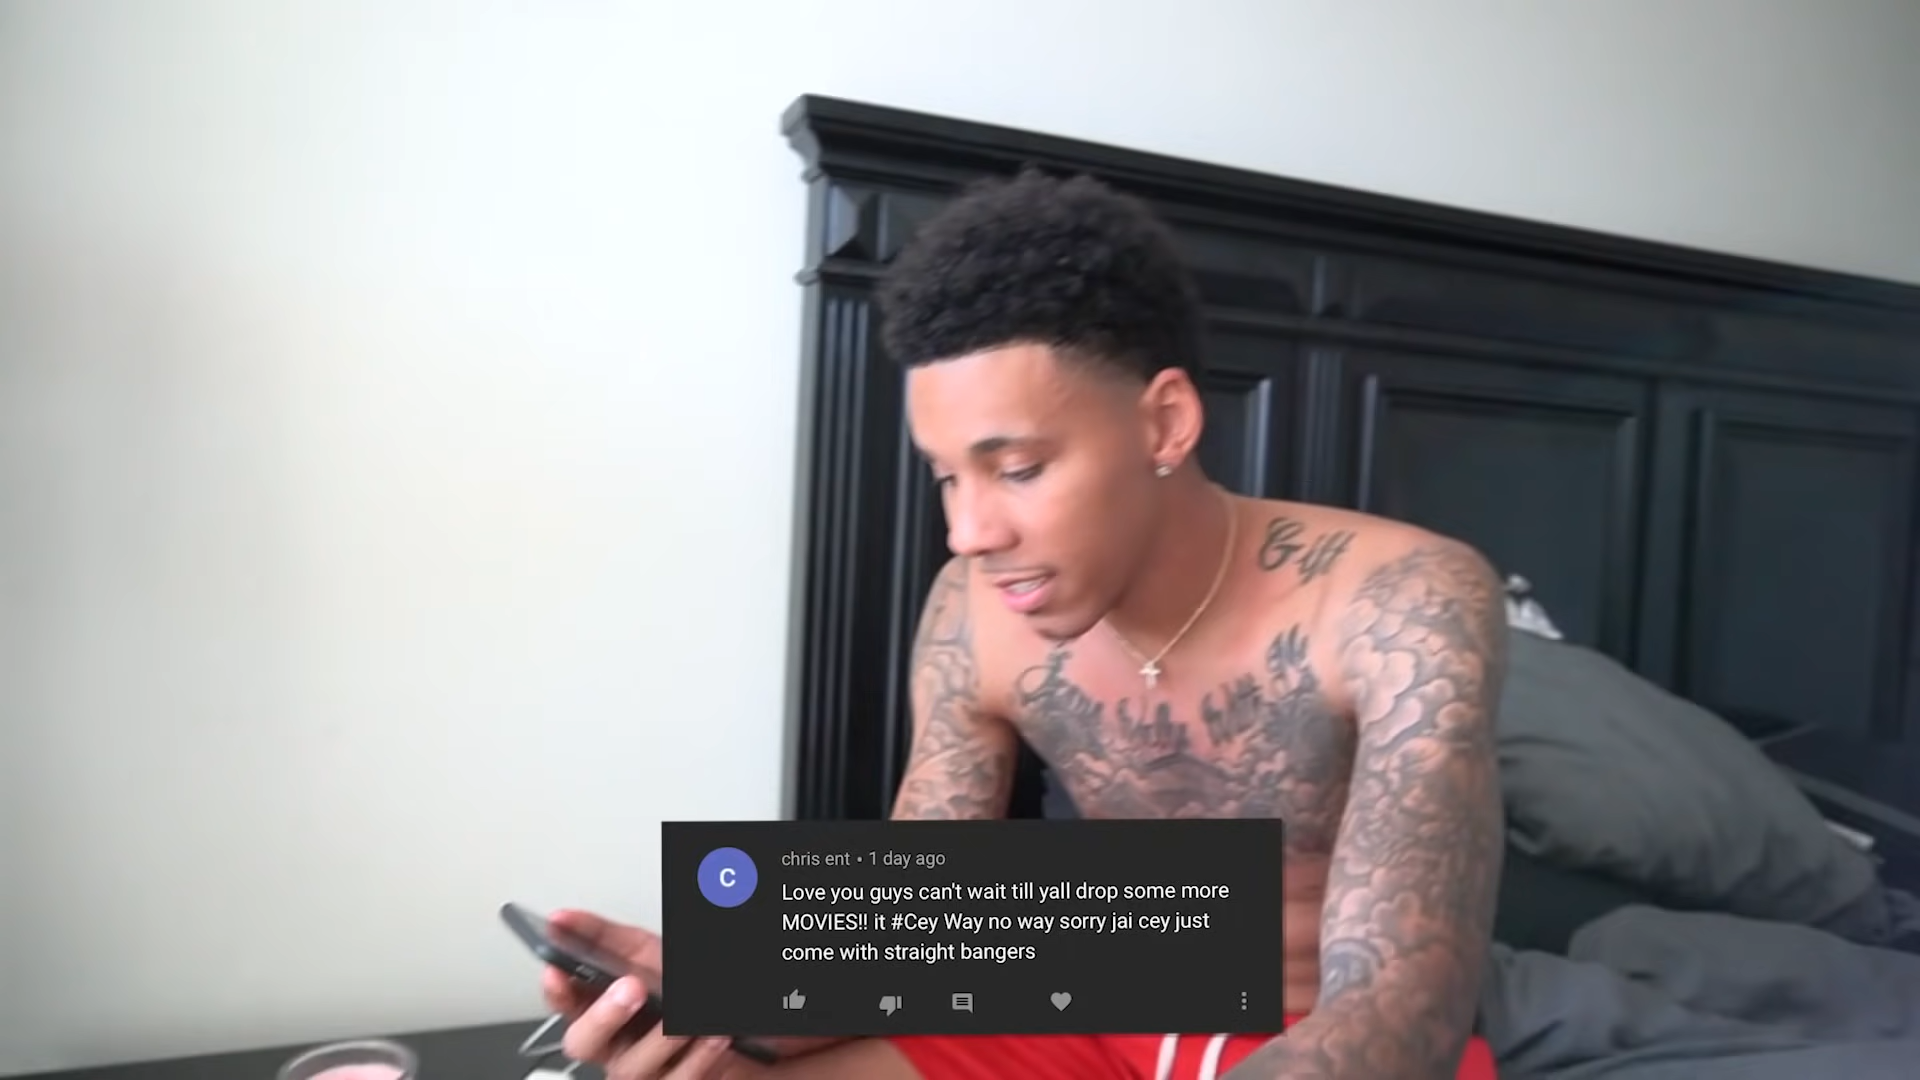 Gift
chris ent • 1 day ago
C
Love you guys can't wait till yall drop some more
MOVIES!! it #Cey Way no way sorry jai cey just
come with straight bangers